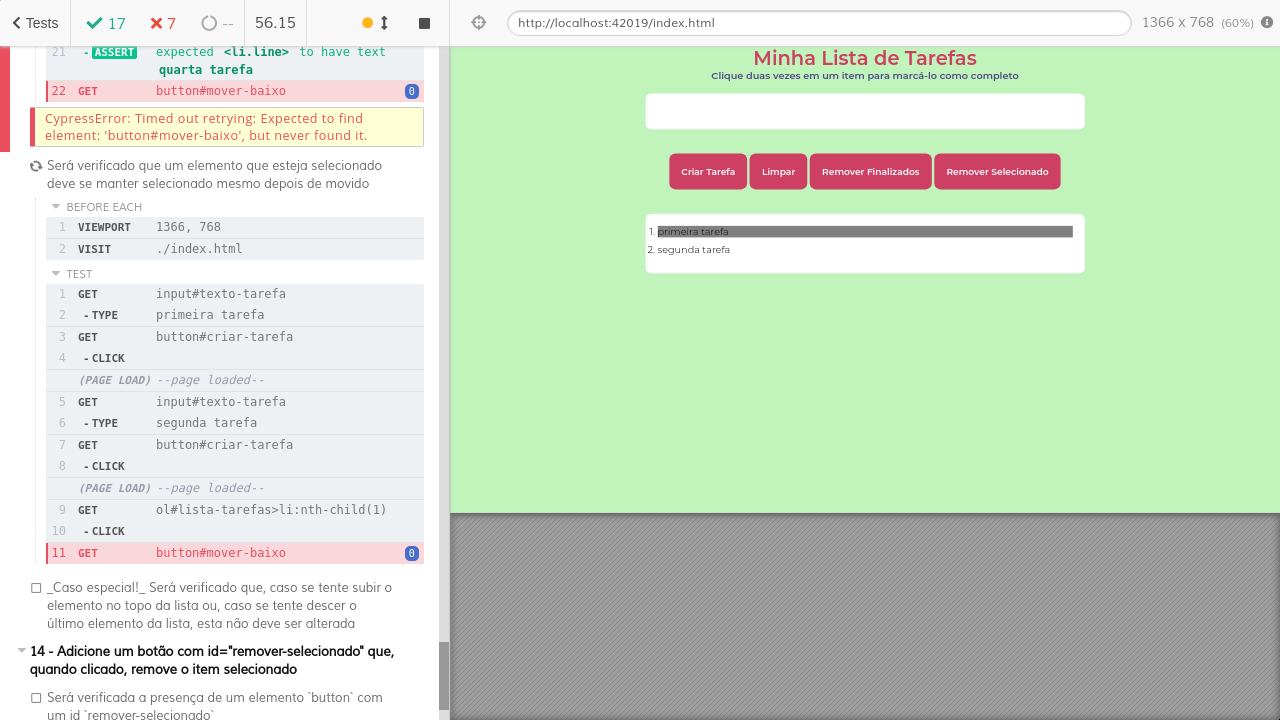 Tests
17
7
--
56.15
http://localhost:42019/index.html
1366 x 768 (60%)
21 -ASSERT expected <li.line> to have text
quarta tarefa
22 GET button#mover-baixo 0
CypressError: Timed out retrying: Expected to find
element: 'button#mover-baixo', but never found it.
Será verificado que um elemento que esteja selecionado
deve se manter selecionado mesmo depois de movido
BEFORE EACH
1 VIEWPORT 1366, 768
2 VISIT ./index.html
TEST
1 GET input#texto-tarefa
2 -TYPE primeira tarefa
3 GET button#criar-tarefa
4 -CLICK
(PAGE LOAD) --page loaded--
5 GET input#texto-tarefa
6 -TYPE segunda tarefa
7 GET button#criar-tarefa
8 -CLICK
(PAGE LOAD) --page loaded--
9 GET ol#lista-tarefas>li:nth-child(1)
10 -CLICK
11 GET button#mover-baixo 0
_Caso especial!_ Será verificado que, caso se tente subir o
elemento no topo da lista ou, caso se tente descer o
último elemento da lista, esta não deve ser alterada
14 - Adicione um botão com id="remover-selecionado" que,
quando clicado, remove o item selecionado
Será verificada a presença de um elemento `button` com
um id `remover-selecionado`
Minha Lista de Tarefas
Clique duas vezes em um item para marcá-lo como completo
Criar Tarefa
Limpar
Remover Finalizados
Remover Selecionado
1. primeira tarefa
2. segunda tarefa